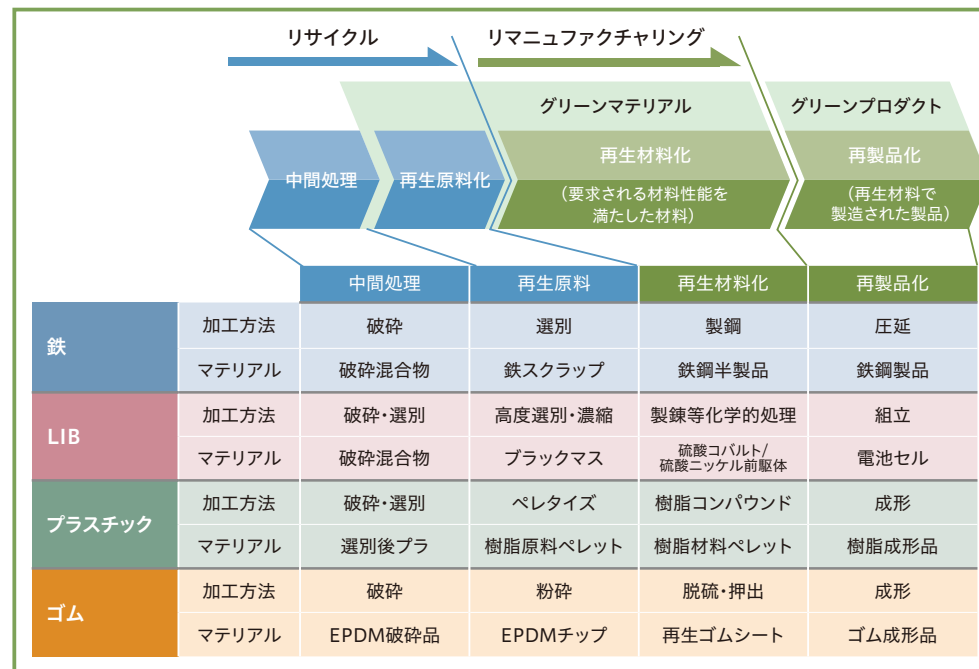 リサイクル
リマニュファクチャリング
グリーンマテリアル
グリーンプロダクト
中間処理
再生原料化
再生材料化
(要求される材料性能を
満たした材料)
再製品化
(再生材料で
製造された製品)
中間処理 再生原料 再生材料化 再製品化
鉄
加工方法 破砕 選別 製鋼 圧延
マテリアル 破砕混合物 鉄スクラップ 鉄鋼半製品 鉄鋼製品
LIB
加工方法 破砕・選別 高度選別・濃縮 製錬等化学的処理 組立
マテリアル 破砕混合物 ブラックマス 硫酸コバルト/
硫酸ニッケル前駆体 電池セル
プラスチック
加工方法 破砕・選別 ペレタイズ 樹脂コンパウンド 成形
マテリアル 選別後プラ 樹脂原料ペレット 樹脂材料ペレット 樹脂成形品
ゴム
加工方法 破砕 粉砕 脱硫・押出 成形
マテリアル EPDM破砕品 EPDMチップ 再生ゴムシート ゴム成形品